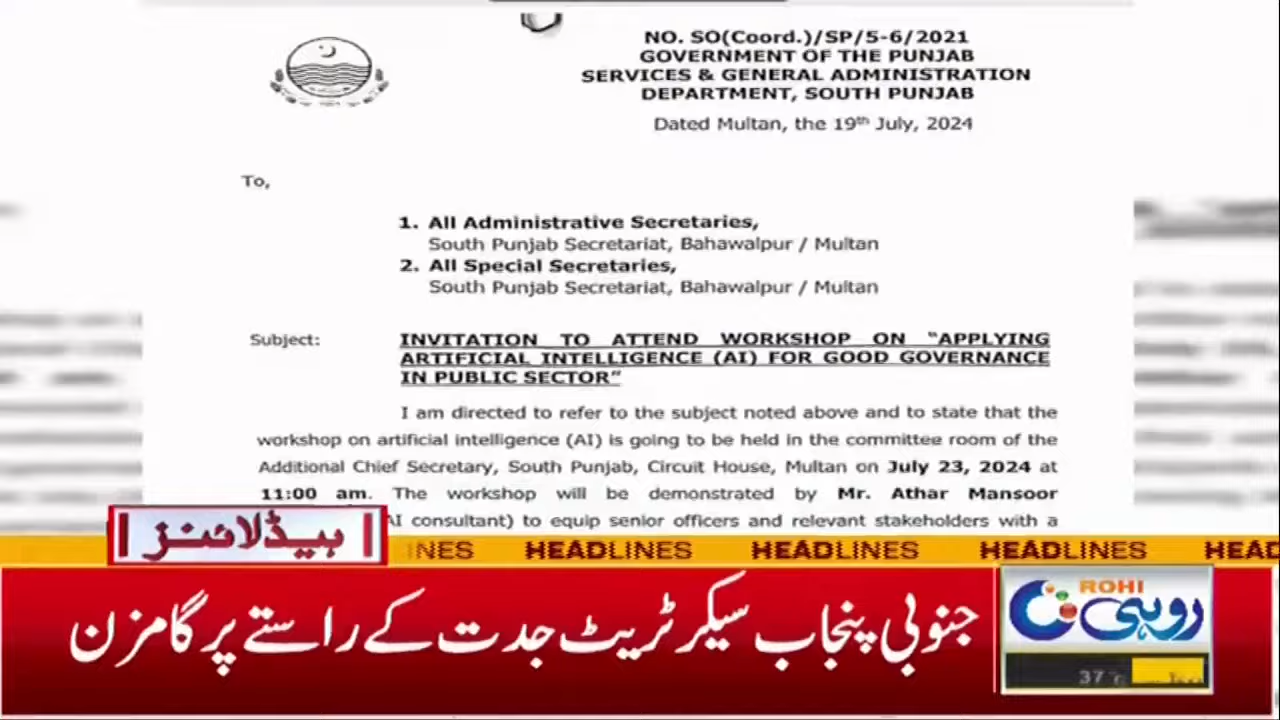 NO. SO(Coord.)/SP/5-6/2021
GOVERNMENT OF THE PUNJAB
SERVICES & GENERAL ADMINISTRATION
DEPARTMENT, SOUTH PUNJAB
Dated Multan, the 19th July, 2024
To,
1. All Administrative Secretaries,
South Punjab Secretariat, Bahawalpur / Multan
2. All Special Secretaries,
South Punjab Secretariat, Bahawalpur / Multan
Subject: INVITATION TO ATTEND WORKSHOP ON “APPLYING
ARTIFICIAL INTELLIGENCE (AI) FOR GOOD GOVERNANCE
IN PUBLIC SECTOR”
I am directed to refer to the subject noted above and to state that the
workshop on artificial intelligence (AI) is going to be held in the committee room of the
Additional Chief Secretary, South Punjab, Circuit House, Multan on July 23, 2024 at
11:00 am. The workshop will be demonstrated by Mr. Athar Mansoor
AI consultant) to equip senior officers and relevant stakeholders with a
ہیڈلائنز
INES HEADLINES HEADLINES HEADLINES HEAD
جنوبی پنجاب سیکرٹریٹ جدت کے راستے پر گامزن
ROHI
روہی
37°C